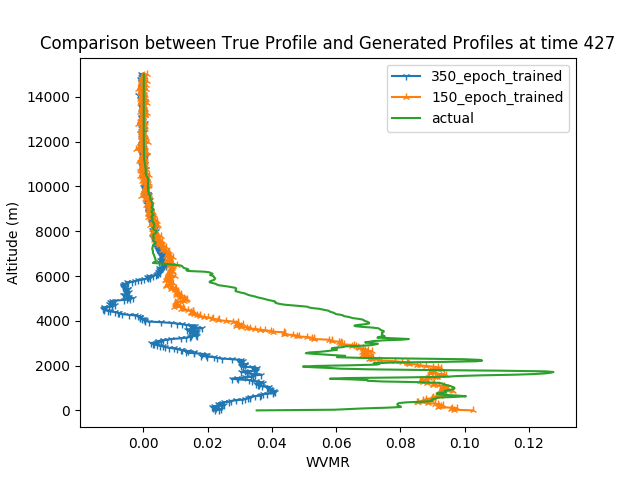 Comparison between True Profile and Generated Profiles at time 427
350_epoch_trained
150_epoch_trained
actual
Altitude (m)
14000
12000
10000
8000
6000
4000
2000
0
0.00 0.02 0.04 0.06 0.08 0.10 0.12
WVMR